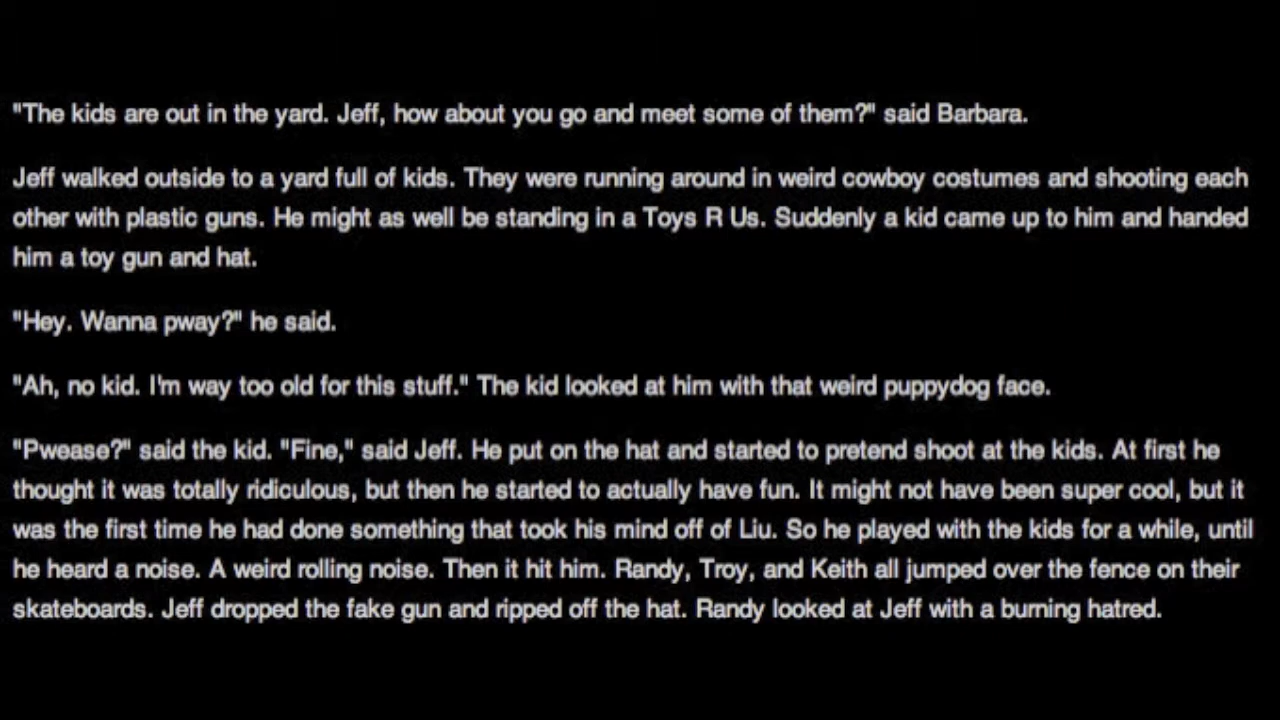 "The kids are out in the yard. Jeff, how about you go and meet some of them?" said Barbara.
Jeff walked outside to a yard full of kids. They were running around in weird cowboy costumes and shooting each
other with plastic guns. He might as well be standing in a Toys R Us. Suddenly a kid came up to him and handed
him a toy gun and hat.
"Hey. Wanna pway?" he said.
"Ah, no kid. I'm way too old for this stuff." The kid looked at him with that weird puppydog face.
"Pwease?" said the kid. "Fine," said Jeff. He put on the hat and started to pretend shoot at the kids. At first he
thought it was totally ridiculous, but then he started to actually have fun. It might not have been super cool, but it
was the first time he had done something that took his mind off of Liu. So he played with the kids for a while, until
he heard a noise. A weird rolling noise. Then it hit him. Randy, Troy, and Keith all jumped over the fence on their
skateboards. Jeff dropped the fake gun and ripped off the hat. Randy looked at Jeff with a burning hatred.